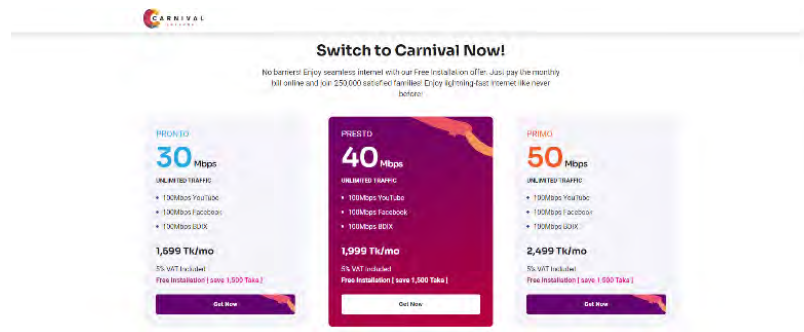 CARNIVAL
Switch to Carnival Now!
No barriers! Enjoy seamless internet with our Free Installation offer. Just pay the monthly
bill online and join 250,000 satisfied families! Enjoy lightning-fast internet like never
before!
PRONTO
30 Mbps
UNLIMITED TRAFFIC
• 100Mbps YouTube
• 100Mbps Facebook
• 100Mbps BDIX
1,699 Tk/mo
5% VAT Included
Free Installation [ save 1,500 Taka ]
Get Now
PRESTO
40 Mbps
UNLIMITED TRAFFIC
• 100Mbps YouTube
• 100Mbps Facebook
• 100Mbps BDIX
1,999 Tk/mo
5% VAT Included
Free Installation [ save 1,500 Taka ]
Get Now
PRIMO
50 Mbps
UNLIMITED TRAFFIC
• 100Mbps YouTube
• 100Mbps Facebook
• 100Mbps BDIX
2,499 Tk/mo
5% VAT Included
Free Installation [ save 1,500 Taka ]
Get Now